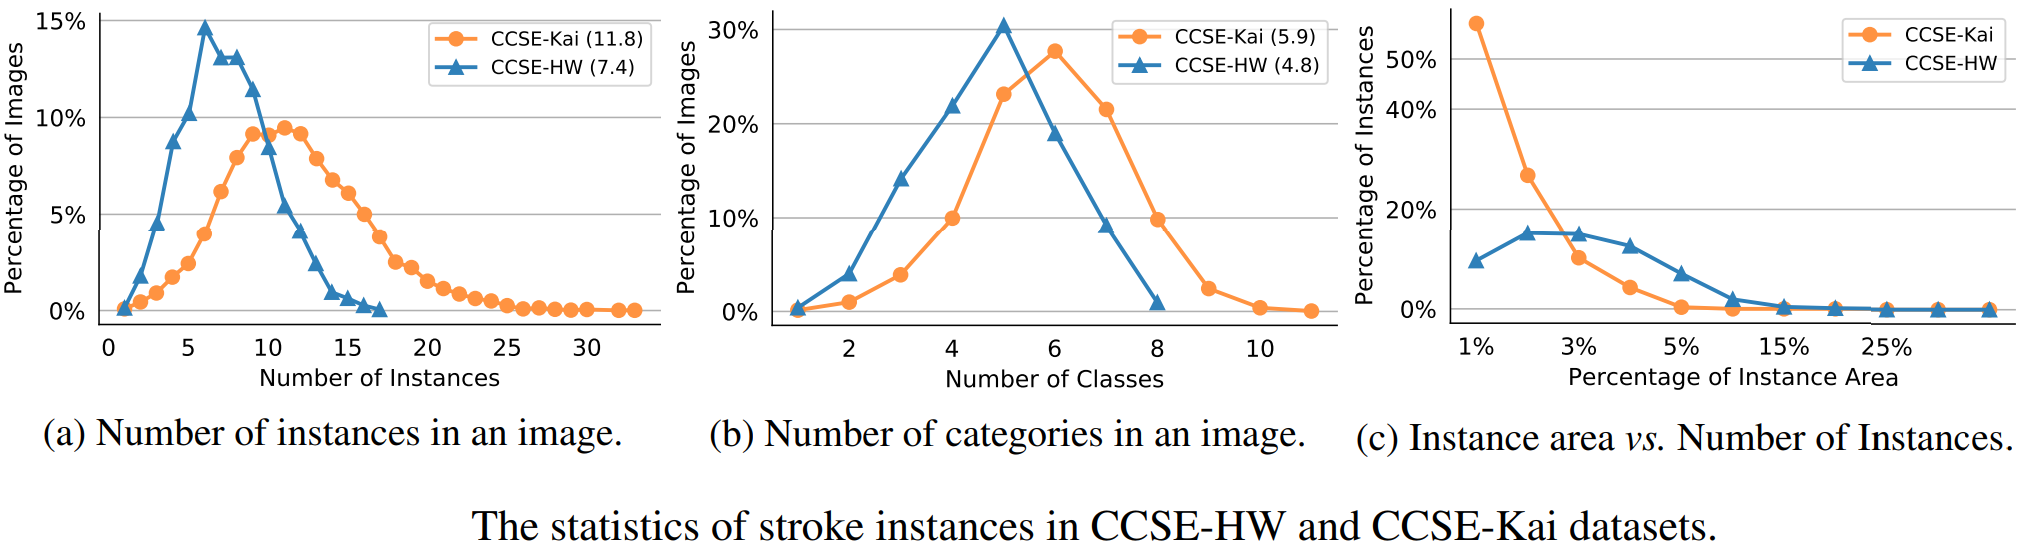 Percentage of Images
15%
10%
5%
0%
CCSE-Kai (11.8)
CCSE-HW (7.4)
0 5 10 15 20 25 30
Number of Instances
(a) Number of instances in an image.
Percentage of Images
30%
20%
10%
0%
CCSE-Kai (5.9)
CCSE-HW (4.8)
2 4 6 8 10
Number of Classes
(b) Number of categories in an image.
Percentage of Instances
50%
40%
20%
0%
CCSE-Kai
CCSE-HW
1% 3% 5% 15% 25%
Percentage of Instance Area
(c) Instance area vs. Number of Instances.
The statistics of stroke instances in CCSE-HW and CCSE-Kai datasets.